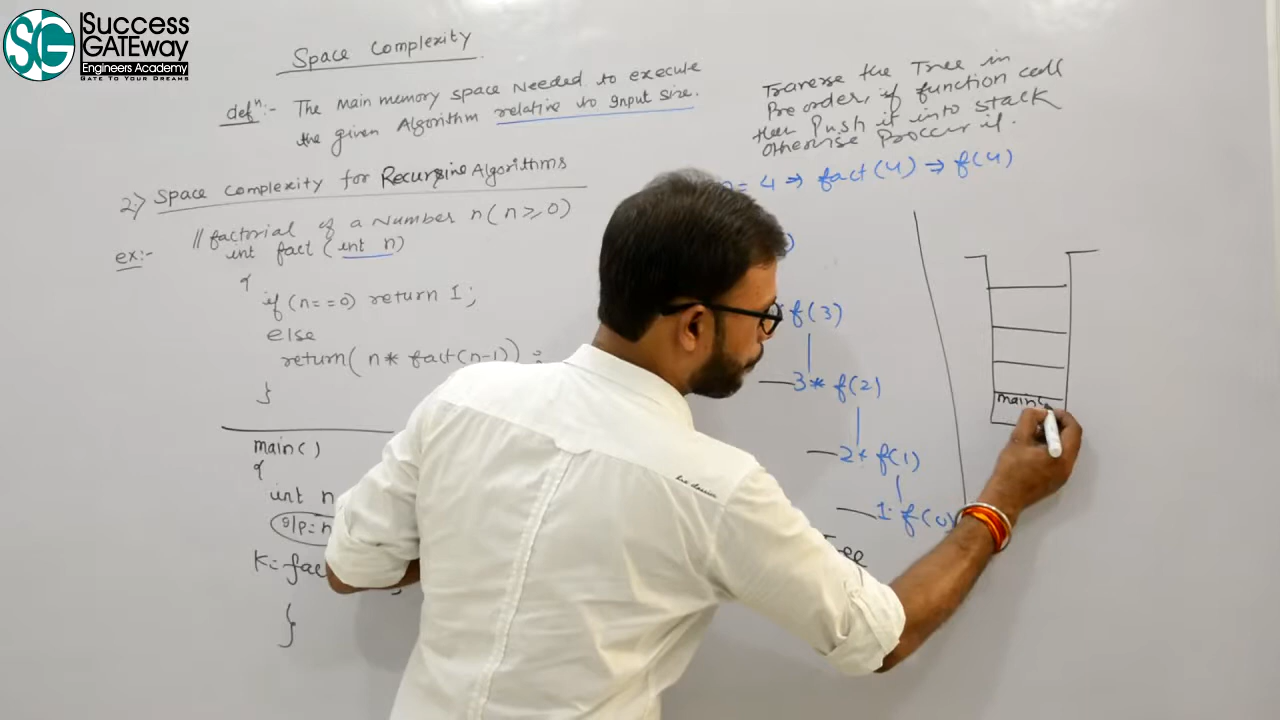 Success
GATEway
Engineers Academy
GATE TO YOUR DREAMS
Space Complexity
defn:- The main memory space Needed to execute
the given Algorithm relative to Input size.
2.) Space complexity for Recursive Algorithms
ex:- // factorial of a Number n (n ≥ 0)
int fact (int n)
{
if (n==0) return 1;
else
return( n* fact(n-1)) ;
}
main()
{
int n
K=fac
}
Traverse the Tree in
Preorder, if function call
then Push it into stack
otherwise Process it.
= 4 ⇒ fact(4) ⇒ f(4)
* f(3)
3* f(2)
2* f(1)
1. f(0)
Tree
main(